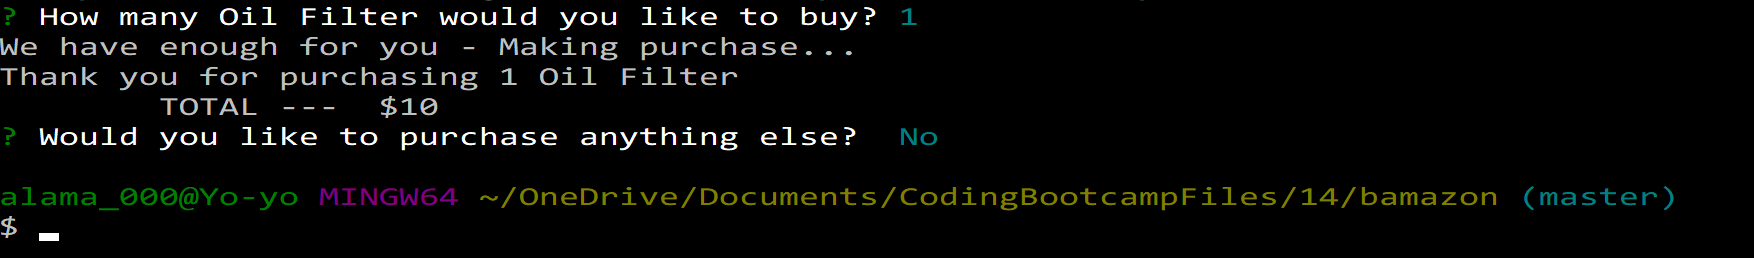 ? How many Oil Filter would you like to buy? 1
We have enough for you - Making purchase...
Thank you for purchasing 1 Oil Filter
        TOTAL ---  $10
? Would you like to purchase anything else?  No

alama_000@Yo-yo MINGW64 ~/OneDrive/Documents/CodingBootcampFiles/14/bamazon (master)
$